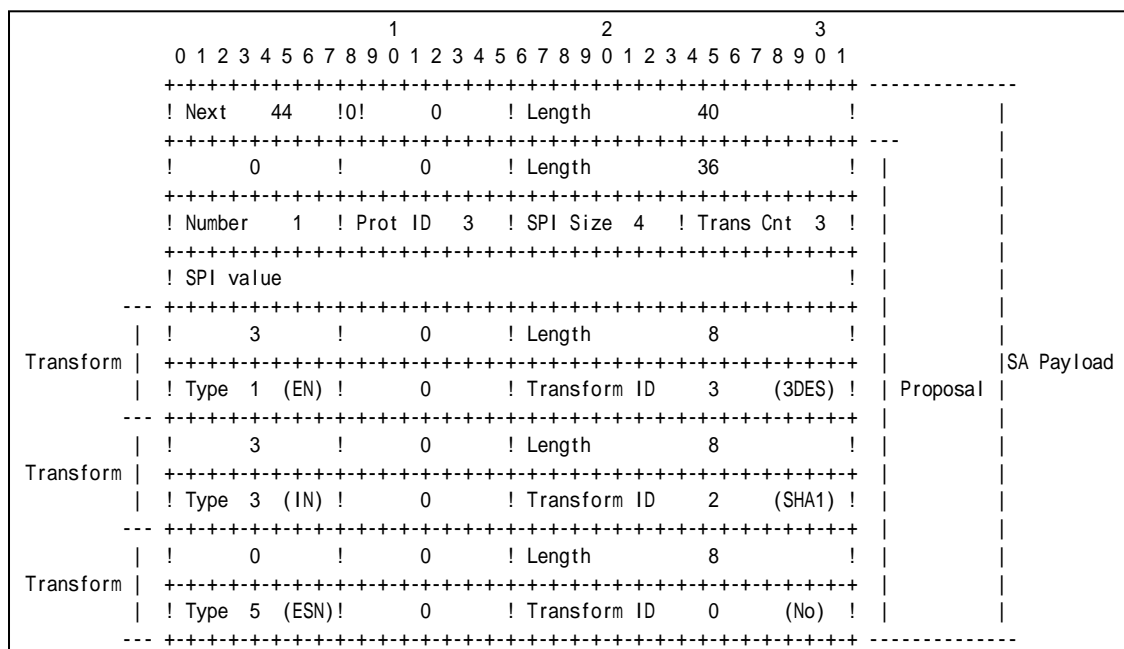 1                   2                   3
            0 1 2 3 4 5 6 7 8 9 0 1 2 3 4 5 6 7 8 9 0 1 2 3 4 5 6 7 8 9 0 1
           +-+-+-+-+-+-+-+-+-+-+-+-+-+-+-+-+-+-+-+-+-+-+-+-+-+-+-+-+-+-+-+-+ --------------
           ! Next    44    !0!      0      ! Length          40            !             |
           +-+-+-+-+-+-+-+-+-+-+-+-+-+-+-+-+-+-+-+-+-+-+-+-+-+-+-+-+-+-+-+-+ ---         |
           !       0       !       0       ! Length          36            !   |         |
           +-+-+-+-+-+-+-+-+-+-+-+-+-+-+-+-+-+-+-+-+-+-+-+-+-+-+-+-+-+-+-+-+   |         |
           ! Number    1   ! Prot ID   3   ! SPI Size  4   ! Trans Cnt  3  !   |         |
           +-+-+-+-+-+-+-+-+-+-+-+-+-+-+-+-+-+-+-+-+-+-+-+-+-+-+-+-+-+-+-+-+   |         |
           ! SPI value                                                     !   |         |
       --- +-+-+-+-+-+-+-+-+-+-+-+-+-+-+-+-+-+-+-+-+-+-+-+-+-+-+-+-+-+-+-+-+   |         |
         | !       3       !       0       ! Length          8             !   |         |
Transform | +-+-+-+-+-+-+-+-+-+-+-+-+-+-+-+-+-+-+-+-+-+-+-+-+-+-+-+-+-+-+-+-+   |         |SA Payload
         | ! Type  1  (EN) !       0       ! Transform ID    3     (3DES)  !   | Proposal |
       --- +-+-+-+-+-+-+-+-+-+-+-+-+-+-+-+-+-+-+-+-+-+-+-+-+-+-+-+-+-+-+-+-+   |         |
         | !       3       !       0       ! Length          8             !   |         |
Transform | +-+-+-+-+-+-+-+-+-+-+-+-+-+-+-+-+-+-+-+-+-+-+-+-+-+-+-+-+-+-+-+-+   |         |
         | ! Type  3  (IN) !       0       ! Transform ID    2     (SHA1)  !   |         |
       --- +-+-+-+-+-+-+-+-+-+-+-+-+-+-+-+-+-+-+-+-+-+-+-+-+-+-+-+-+-+-+-+-+   |         |
         | !       0       !       0       ! Length          8             !   |         |
Transform | +-+-+-+-+-+-+-+-+-+-+-+-+-+-+-+-+-+-+-+-+-+-+-+-+-+-+-+-+-+-+-+-+   |         |
         | ! Type  5  (ESN)!       0       ! Transform ID    0     (No)    !   |         |
       --- +-+-+-+-+-+-+-+-+-+-+-+-+-+-+-+-+-+-+-+-+-+-+-+-+-+-+-+-+-+-+-+-+ --------------